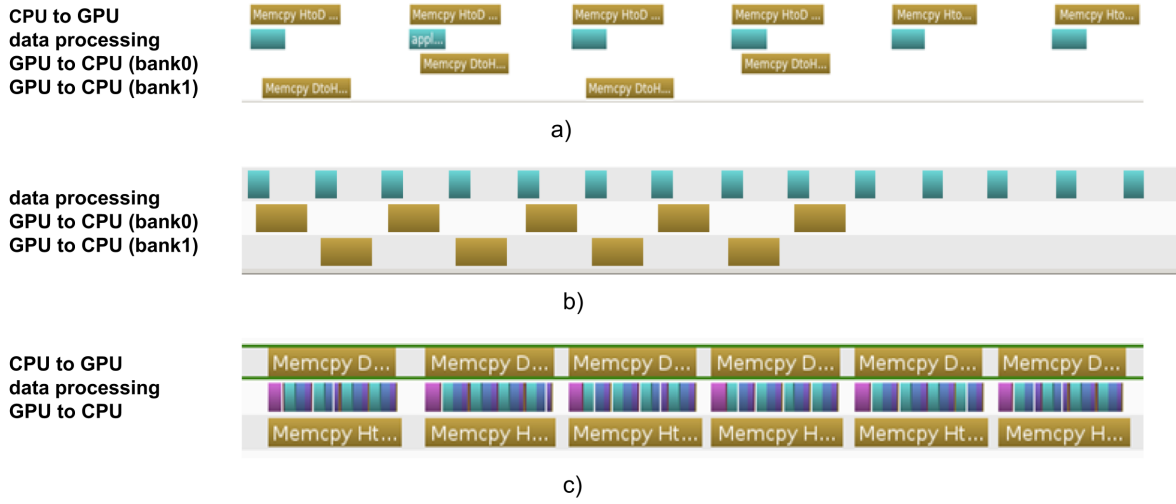 CPU to GPU
Memcpy HtoD ... Memcpy HtoD ... Memcpy HtoD ... Memcpy HtoD ... Memcpy Hto... Memcpy Hto...
data processing
appl...
GPU to CPU (bank0)
Memcpy DtoH... Memcpy DtoH...
GPU to CPU (bank1)
Memcpy DtoH... Memcpy DtoH...
a)
data processing
GPU to CPU (bank0)
GPU to CPU (bank1)
b)
CPU to GPU
Memcpy D... Memcpy D... Memcpy D... Memcpy D... Memcpy D... Memcpy D...
data processing
GPU to CPU
Memcpy Ht... Memcpy H... Memcpy Ht... Memcpy H... Memcpy Ht... Memcpy H...
c)